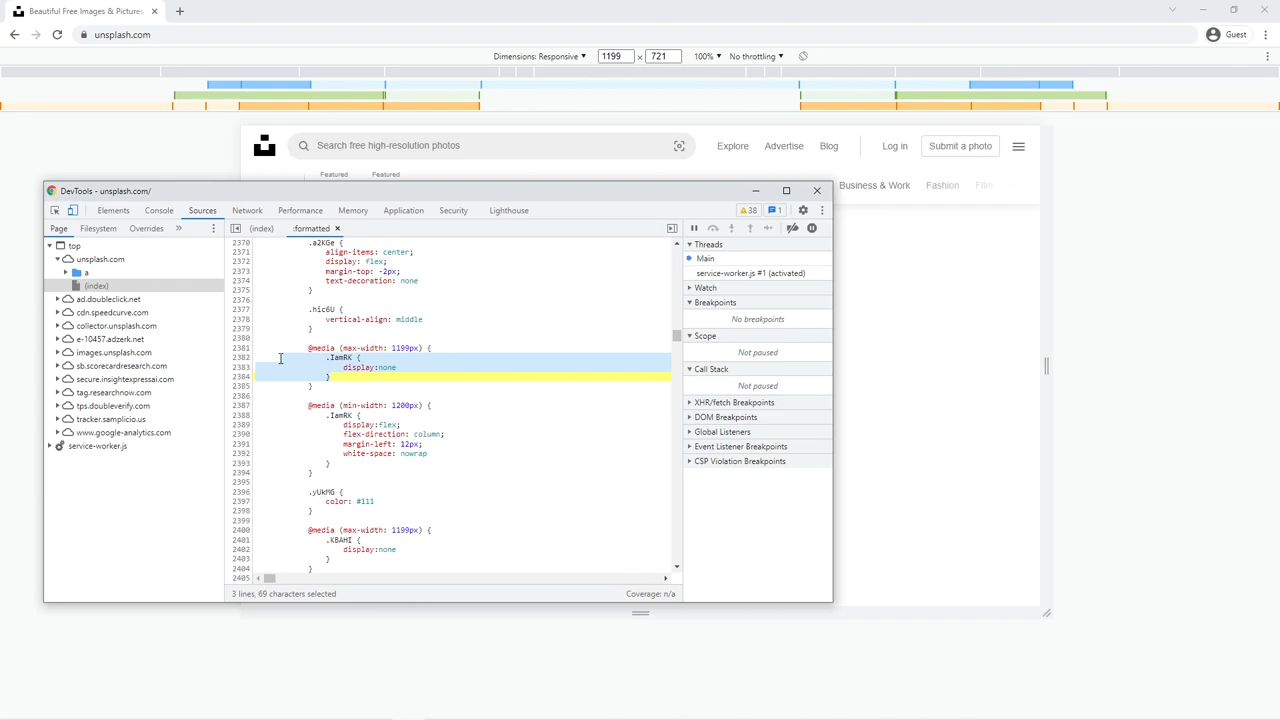 Beautiful Free Images & Pictures
unsplash.com
Guest
Dimensions: Responsive 1199 × 721 100% No throttling
Search free high-resolution photos
Explore Advertise Blog Log in Submit a photo
Featured Featured
Business & Work Fashion Film
DevTools - unsplash.com/
Elements Console Sources Network Performance Memory Application Security Lighthouse 38 1
Page Filesystem Overrides » (index) :formatted
top
unsplash.com
a
(index)
ad.doubleclick.net
cdn.speedcurve.com
collector.unsplash.com
e-10457.adzerk.net
images.unsplash.com
sb.scorecardresearch.com
secure.insightexpressai.com
tag.researchnow.com
tps.doubleverify.com
tracker.samplicio.us
www.google-analytics.com
service-worker.js
2370 .a2KGe {
2371 align-items: center;
2372 display: flex;
2373 margin-top: -2px;
2374 text-decoration: none
2375 }
2376
2377 .hic6U {
2378 vertical-align: middle
2379 }
2380
2381 @media (max-width: 1199px) {
2382 .IamRK {
2383 display:none
2384 }
2385 }
2386
2387 @media (min-width: 1200px) {
2388 .IamRK {
2389 display:flex;
2390 flex-direction: column;
2391 margin-left: 12px;
2392 white-space: nowrap
2393 }
2394 }
2395
2396 .yUkMG {
2397 color: #111
2398 }
2399
2400 @media (max-width: 1199px) {
2401 .KBAHI {
2402 display:none
2403 }
2404 }
2405
3 lines, 69 characters selected
Coverage: n/a
Threads
Main
service-worker.js #1 (activated)
Watch
Breakpoints
No breakpoints
Scope
Not paused
Call Stack
Not paused
XHR/fetch Breakpoints
DOM Breakpoints
Global Listeners
Event Listener Breakpoints
CSP Violation Breakpoints